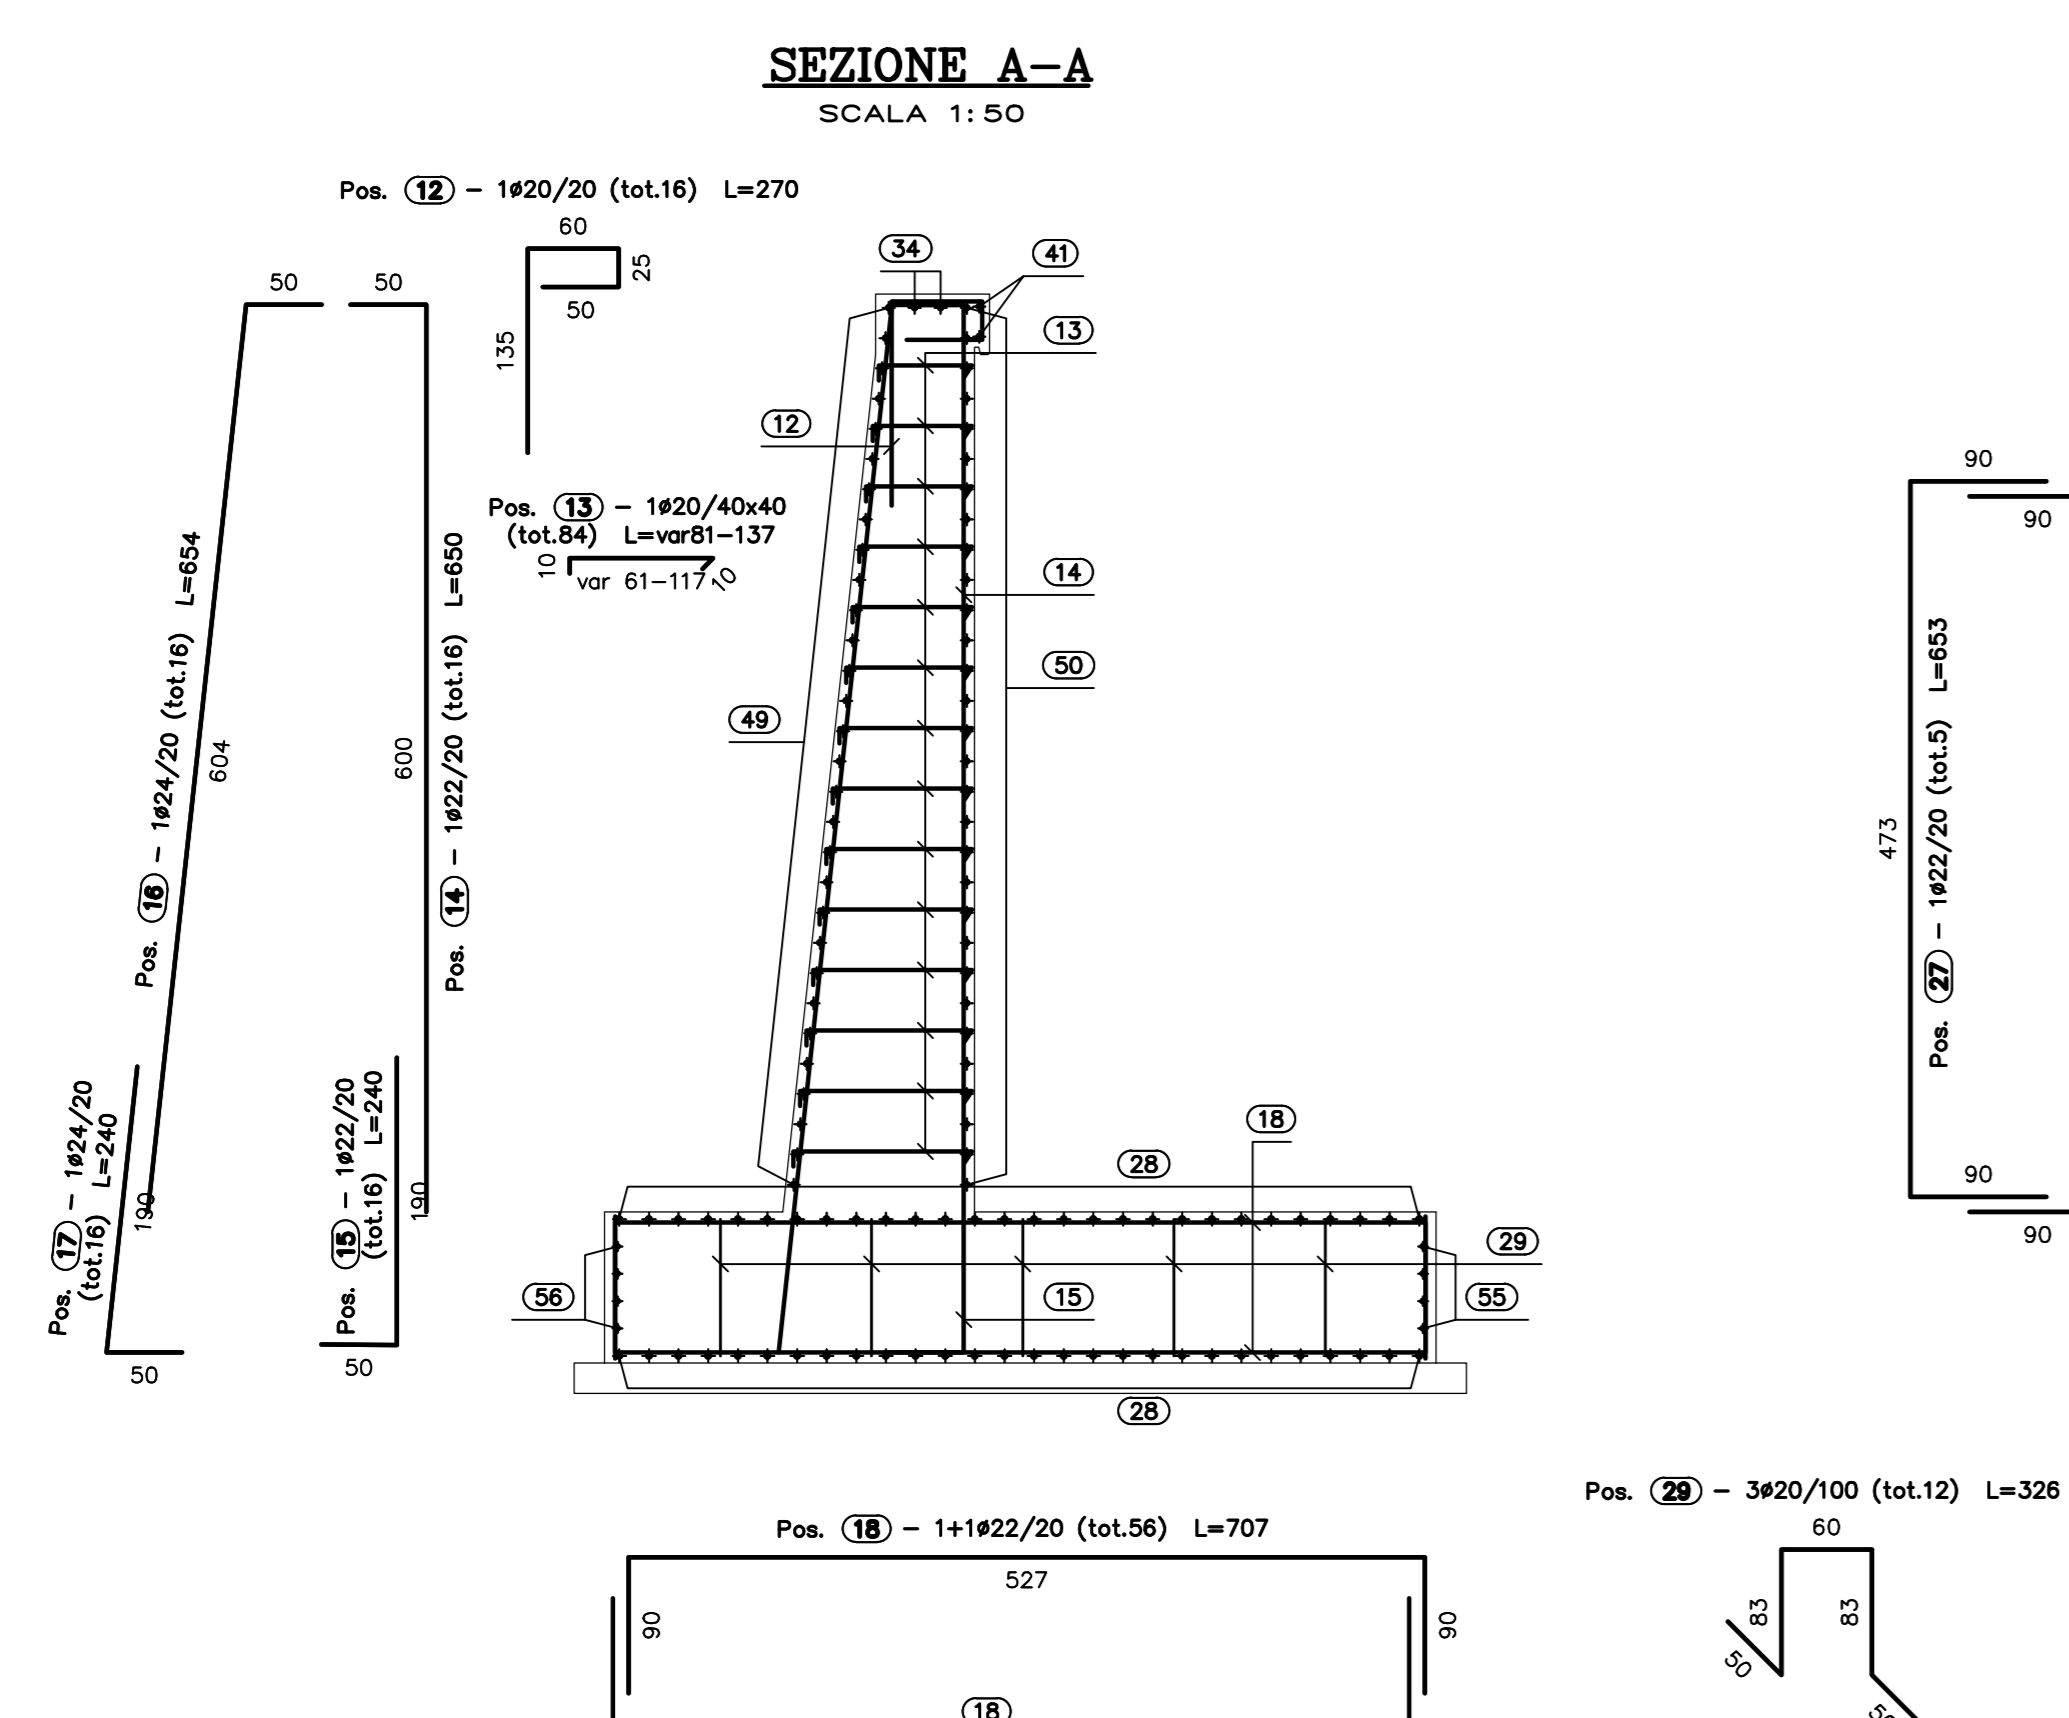 SEZIONE A-A
SCALA 1:50
Pos. 12 - 1ø20/20 (tot.16) L=270
60
25
50
135
50
50
34
41
13
12
Pos. 13 - 1ø20/40x40
(tot.84) L=var81-137
10
var 61-117
10
14
50
49
Pos. 16 - 1ø24/20 (tot.16) L=654
604
600
Pos. 14 - 1ø22/20 (tot.16) L=650
90
90
473
Pos. 27 - 1ø22/20 (tot.5) L=653
90
90
Pos. 17 - 1ø24/20
(tot.16) L=240
190
50
Pos. 15 - 1ø22/20
(tot.16) L=240
190
50
18
28
29
56
15
55
28
Pos. 29 - 3ø20/100 (tot.12) L=326
60
83
83
50
Pos. 18 - 1+1ø22/20 (tot.56) L=707
527
90
90
18